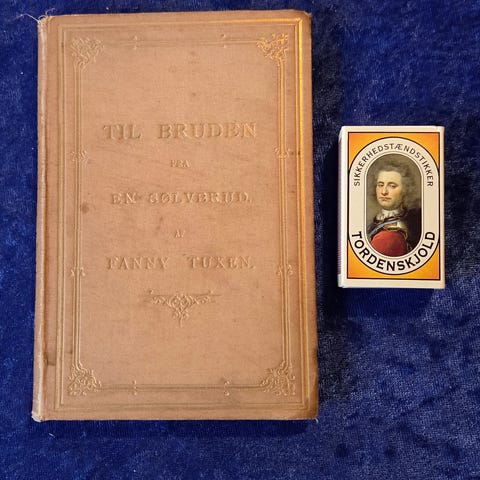 TIL BRUDEN
FRA
EN SØLVBRUD.
AF
FANNY TUXEN.
SIKKERHEDSTÆNDSTIKKER
TORDENSKJOLD